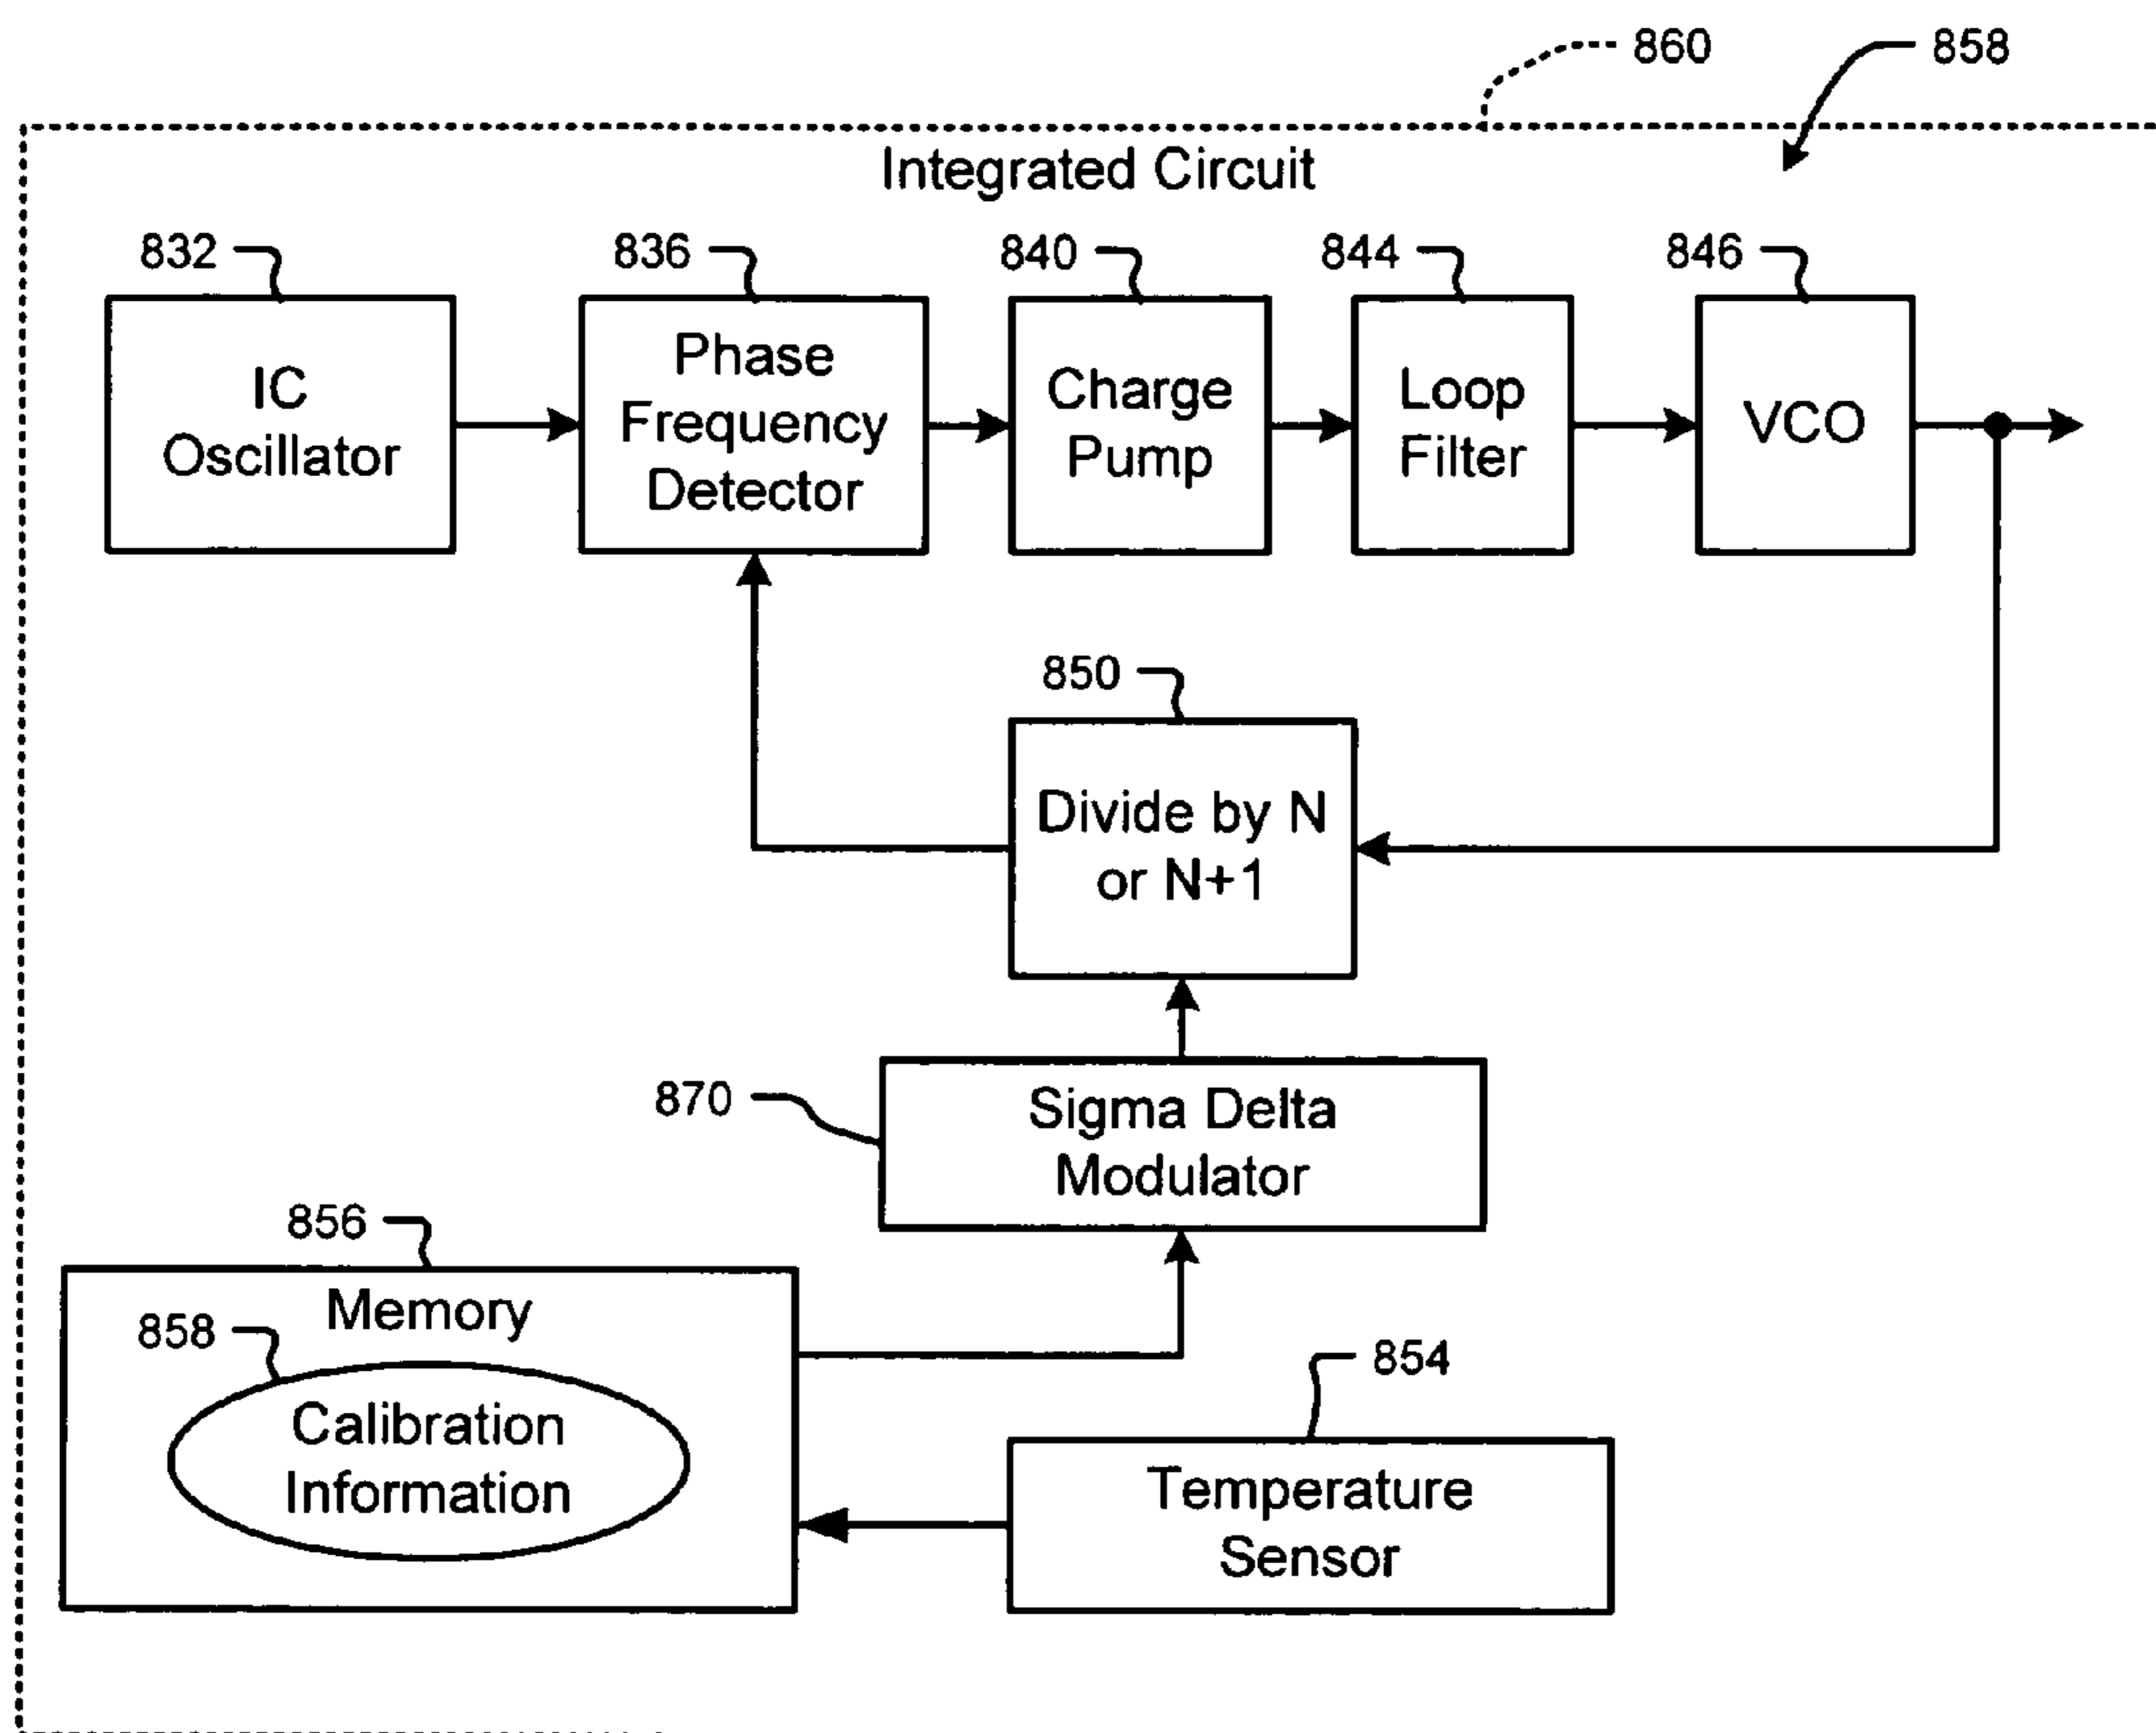 860
858
Integrated Circuit
832
836
840
844
846
IC
Oscillator
Phase
Frequency
Detector
Charge
Pump
Loop
Filter
VCO
850
Divide by N
or N+1
870
Sigma Delta
Modulator
856
Memory
858
Calibration
Information
854
Temperature
Sensor